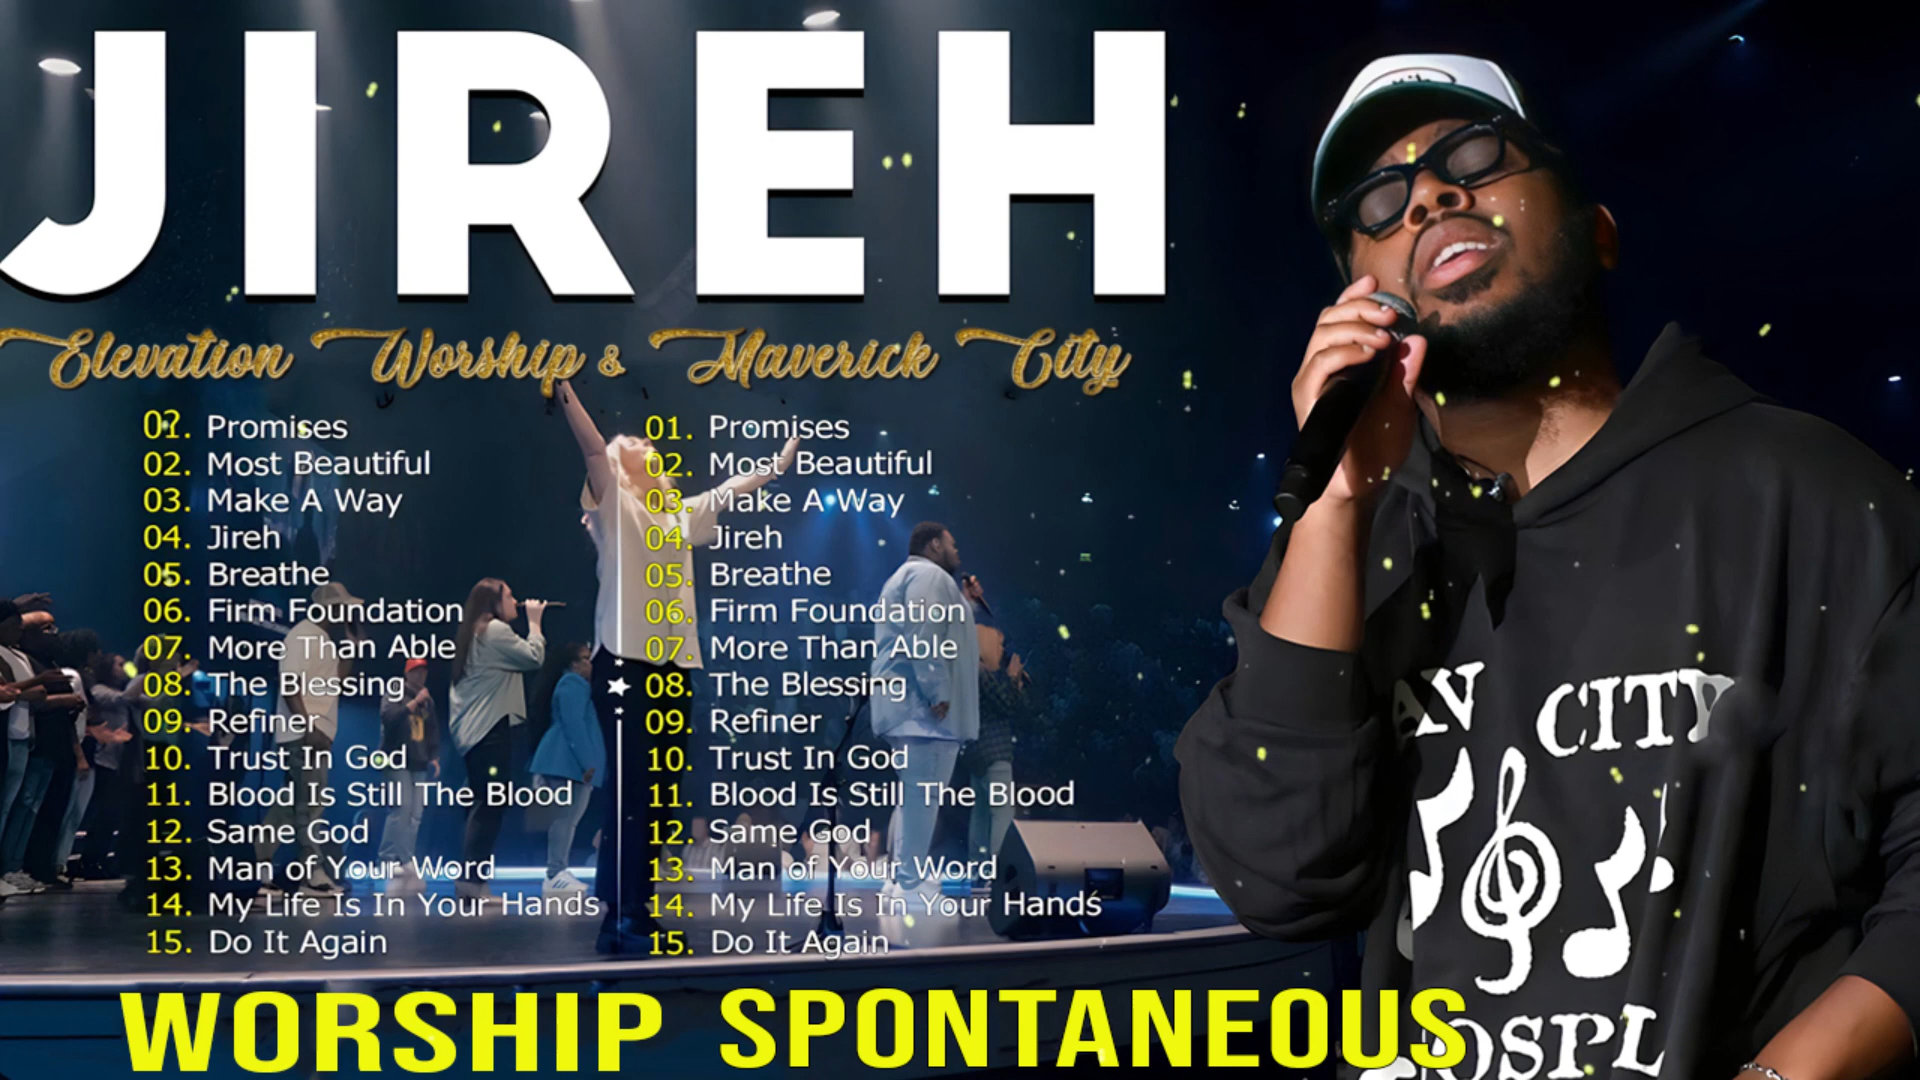 JIREH
Elevation Worship & Maverick City
01. Promises
02. Most Beautiful
03. Make A Way
04. Jireh
05. Breathe
06. Firm Foundation
07. More Than Able
08. The Blessing
09. Refiner
10. Trust In God
11. Blood Is Still The Blood
12. Same God
13. Man of Your Word
14. My Life Is In Your Hands
15. Do It Again
01. Promises
02. Most Beautiful
03. Make A Way
04. Jireh
05. Breathe
06. Firm Foundation
07. More Than Able
08. The Blessing
09. Refiner
10. Trust In God
11. Blood Is Still The Blood
12. Same God
13. Man of Your Word
14. My Life Is In Your Hands
15. Do It Again
AN CITY
OSPL
WORSHIP SPONTANEOUS